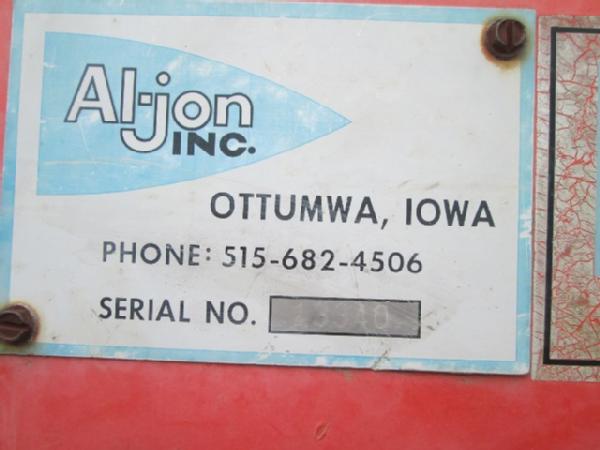 Al-jon
INC.
OTTUMWA, IOWA
PHONE: 515-682-4506
SERIAL NO.